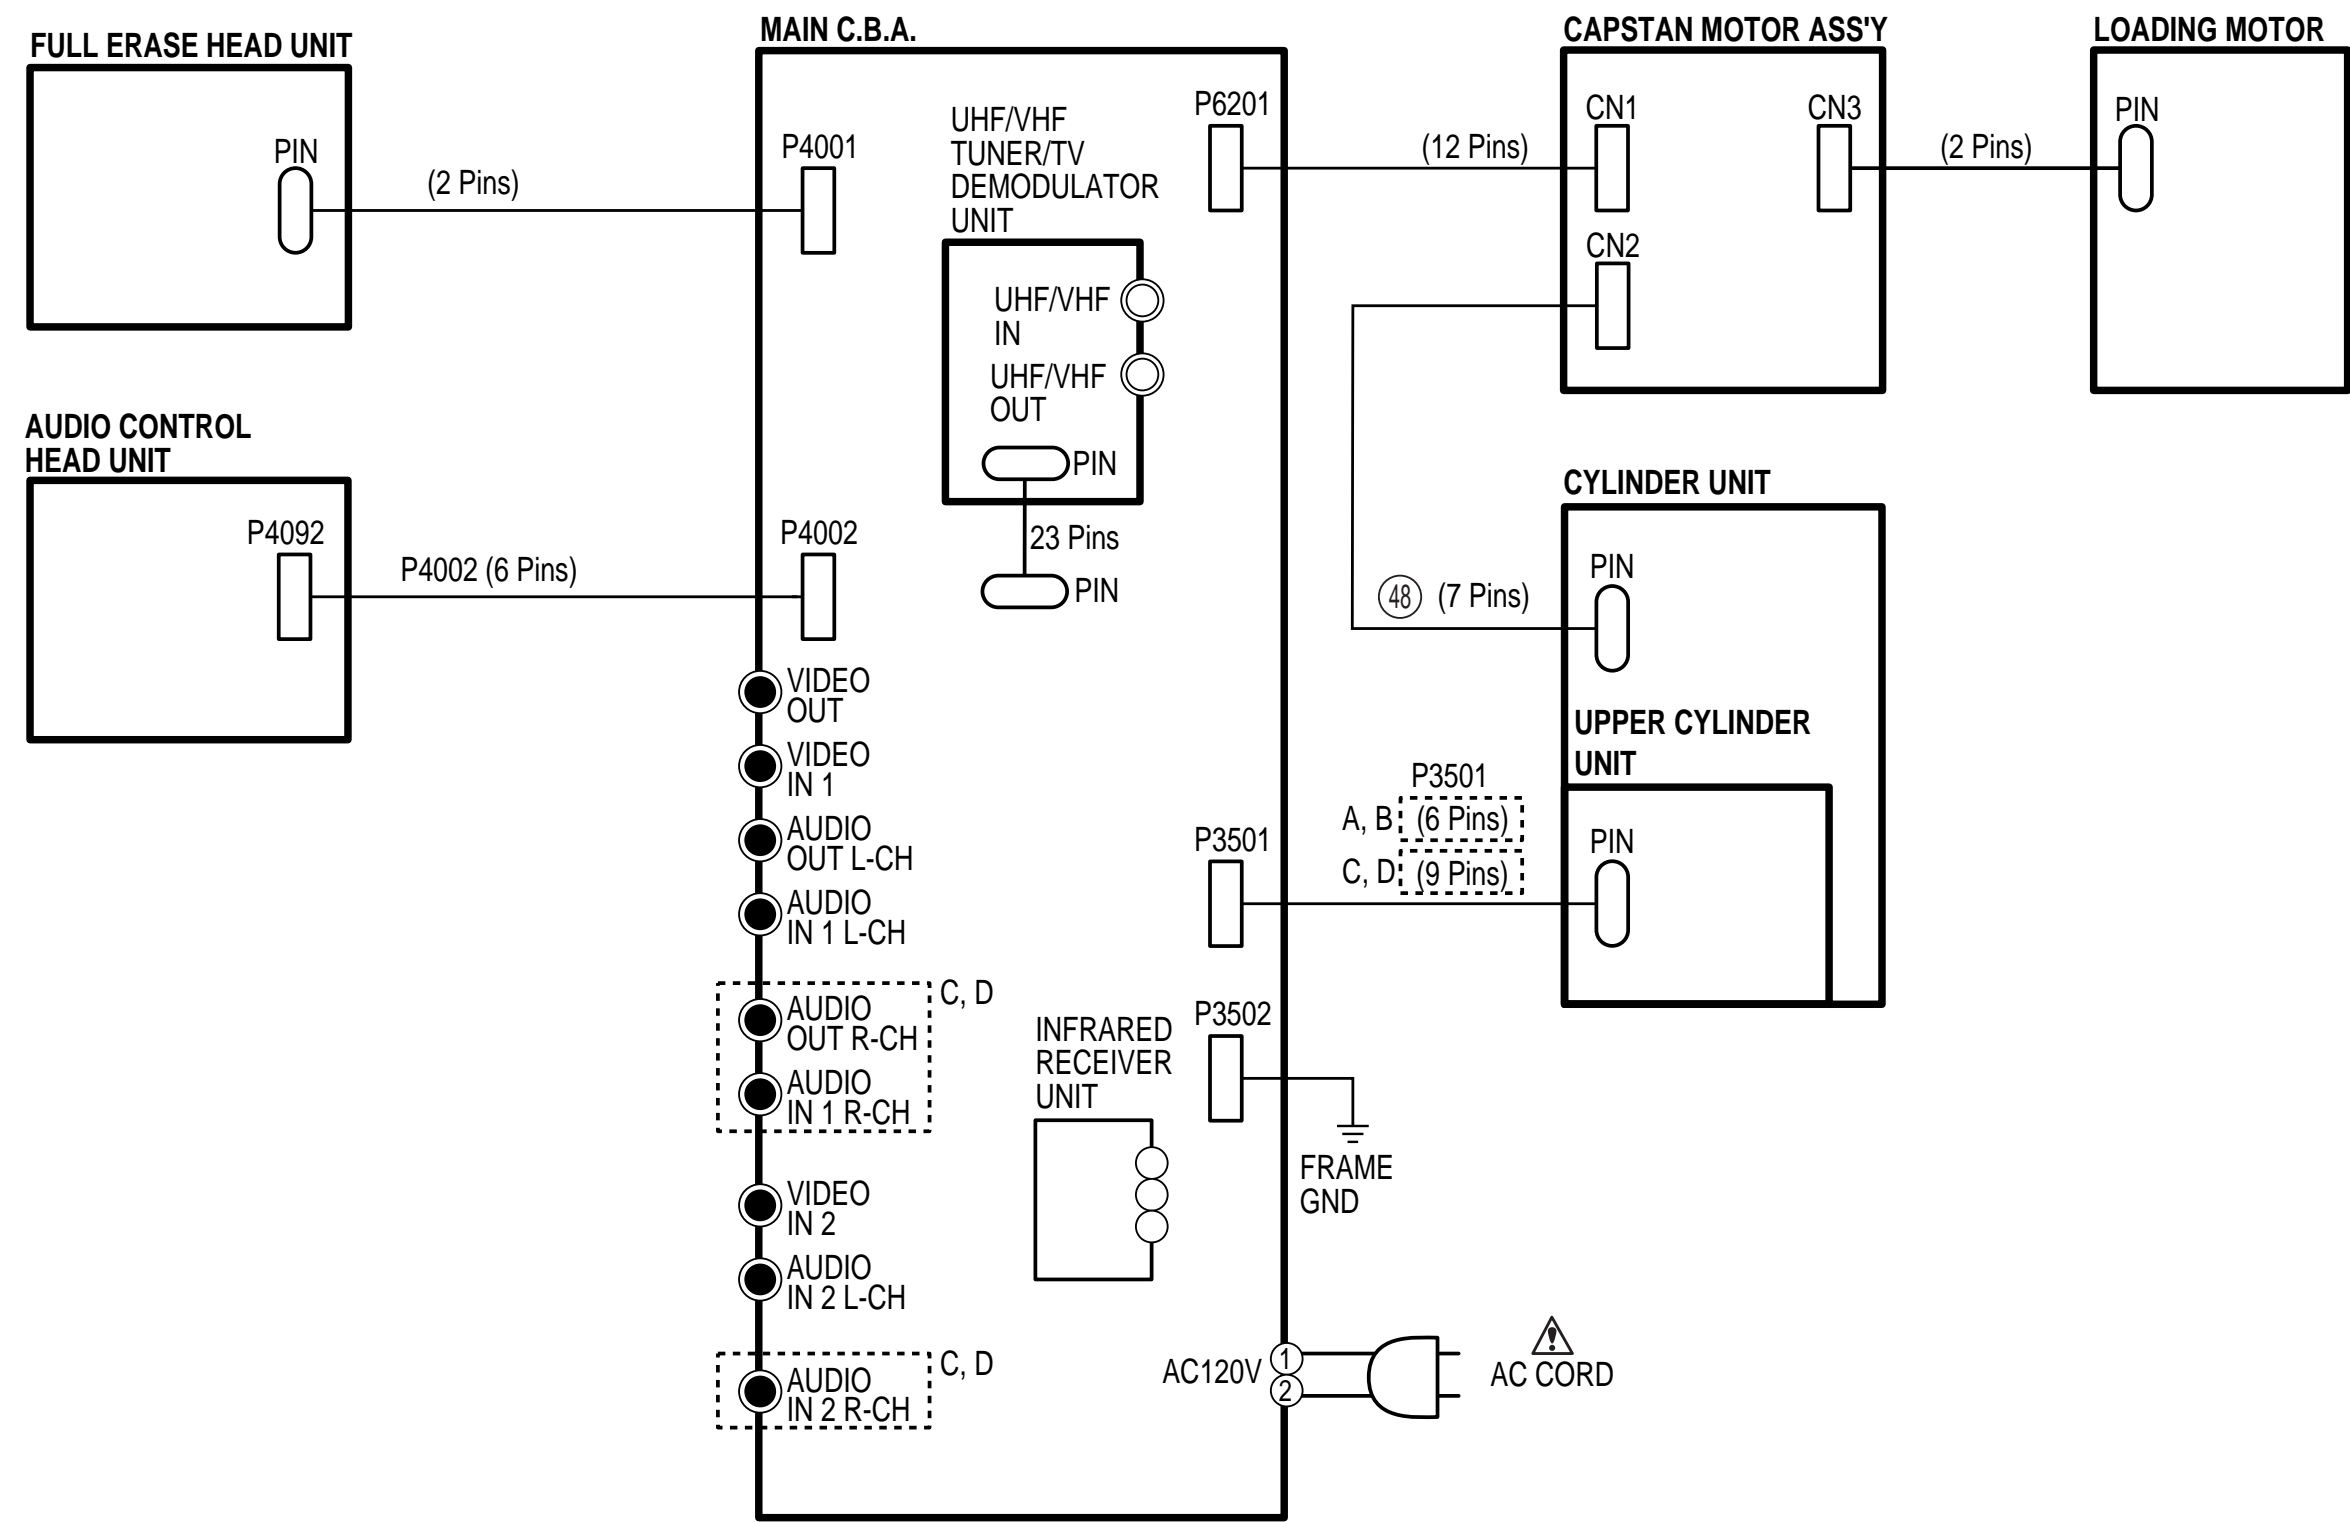 FULL ERASE HEAD UNIT
PIN
(2 Pins)
AUDIO CONTROL
HEAD UNIT
P4092
P4002 (6 Pins)
MAIN C.B.A.
P4001
UHF/VHF
TUNER/TV
DEMODULATOR
UNIT
UHF/VHF
IN
UHF/VHF
OUT
PIN
23 Pins
PIN
P4002
VIDEO
OUT
VIDEO
IN 1
AUDIO
OUT L-CH
AUDIO
IN 1 L-CH
C, D
AUDIO
OUT R-CH
AUDIO
IN 1 R-CH
VIDEO
IN 2
AUDIO
IN 2 L-CH
C, D
AUDIO
IN 2 R-CH
P6201
P3501
P3502
INFRARED
RECEIVER
UNIT
FRAME
GND
AC120V
1
2
AC CORD
(12 Pins)
CAPSTAN MOTOR ASS'Y
CN1
CN2
CN3
(2 Pins)
LOADING MOTOR
PIN
CYLINDER UNIT
48 (7 Pins)
PIN
UPPER CYLINDER
UNIT
P3501
A, B (6 Pins)
C, D (9 Pins)
PIN